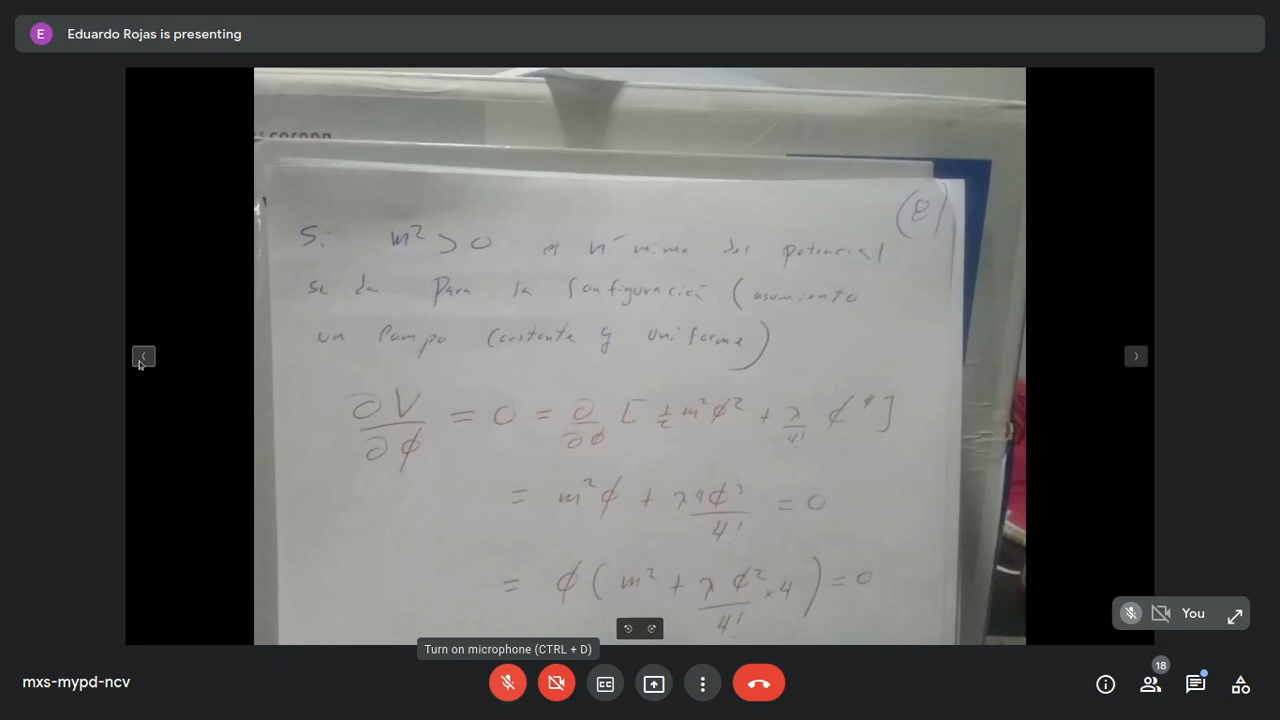 E Eduardo Rojas is presenting
corona
(8)
Si m² > 0 el mínimo del potencial
se da para la configuración (asumiento
un campo constante y uniforme)
∂V/∂ϕ = 0 = ∂/∂ϕ [ 1/2 m²ϕ² + λ/4! ϕ⁴ ]
= m²ϕ + λ4ϕ³/4! = 0
= ϕ ( m² + λϕ²/4! · 4 ) = 0
You
Turn on microphone (CTRL + D)
18
mxs-mypd-ncv